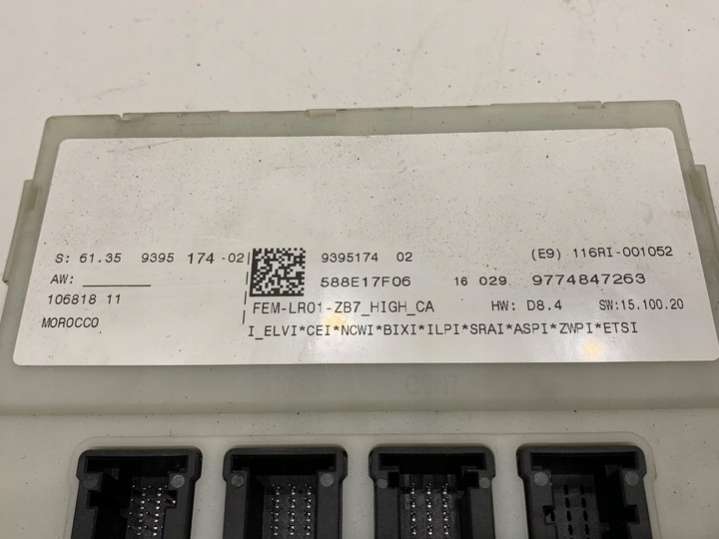 S: 61.35 9395 174 -02
AW:
106818 11
MOROCCO
9395174 02
(E9) 116RI-001052
588E17F06
16 029 9774847263
FEM-LR01-ZB7_HIGH_CA
HW: D8.4
SW:15.100.20
I_ELVI*CEI*NCWI*BIXI*ILPI*SRAI*ASPI*ZWPI*ETSI